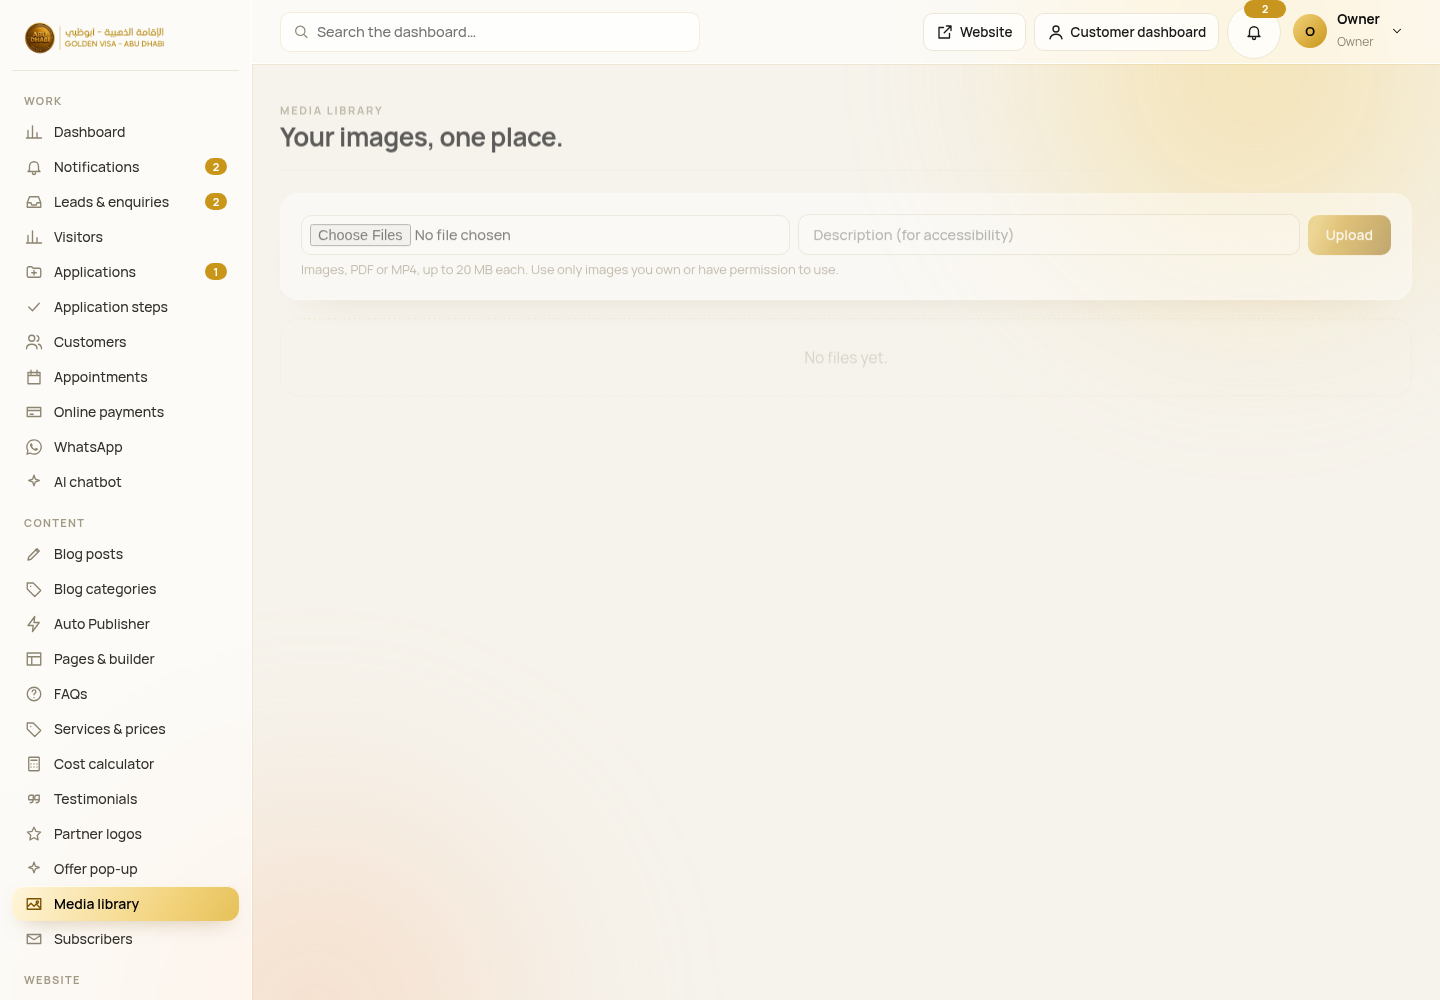 ABU DHABI
الإقامة الذهبية - ابوظبي
GOLDEN VISA - ABU DHABI
Search the dashboard...
Website
Customer dashboard
2
O
Owner
Owner
WORK
Dashboard
Notifications 2
Leads & enquiries 2
Visitors
Applications 1
Application steps
Customers
Appointments
Online payments
WhatsApp
AI chatbot
CONTENT
Blog posts
Blog categories
Auto Publisher
Pages & builder
FAQs
Services & prices
Cost calculator
Testimonials
Partner logos
Offer pop-up
Media library
Subscribers
WEBSITE
MEDIA LIBRARY
Your images, one place.
Choose Files No file chosen
Description (for accessibility)
Upload
Images, PDF or MP4, up to 20 MB each. Use only images you own or have permission to use.
No files yet.